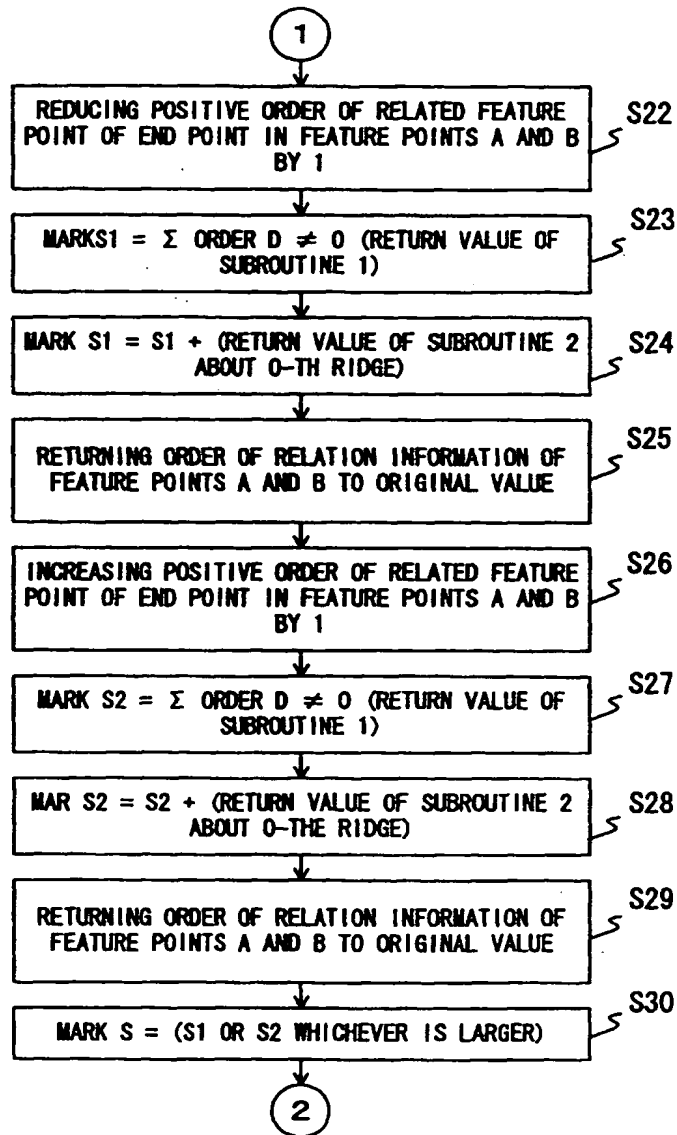 1
REDUCING POSITIVE ORDER OF RELATED FEATURE
POINT OF END POINT IN FEATURE POINTS A AND B
BY 1
S22
MARKS1 = Σ ORDER D ≠ 0 (RETURN VALUE OF
SUBROUTINE 1)
S23
MARK S1 = S1 + (RETURN VALUE OF SUBROUTINE 2
ABOUT 0-TH RIDGE)
S24
RETURNING ORDER OF RELATION INFORMATION OF
FEATURE POINTS A AND B TO ORIGINAL VALUE
S25
INCREASING POSITIVE ORDER OF RELATED FEATURE
POINT OF END POINT IN FEATURE POINTS A AND B
BY 1
S26
MARK S2 = Σ ORDER D ≠ 0 (RETURN VALUE OF
SUBROUTINE 1)
S27
MAR S2 = S2 + (RETURN VALUE OF SUBROUTINE 2
ABOUT 0-THE RIDGE)
S28
RETURNING ORDER OF RELATION INFORMATION OF
FEATURE POINTS A AND B TO ORIGINAL VALUE
S29
MARK S = (S1 OR S2 WHICHEVER IS LARGER)
S30
2